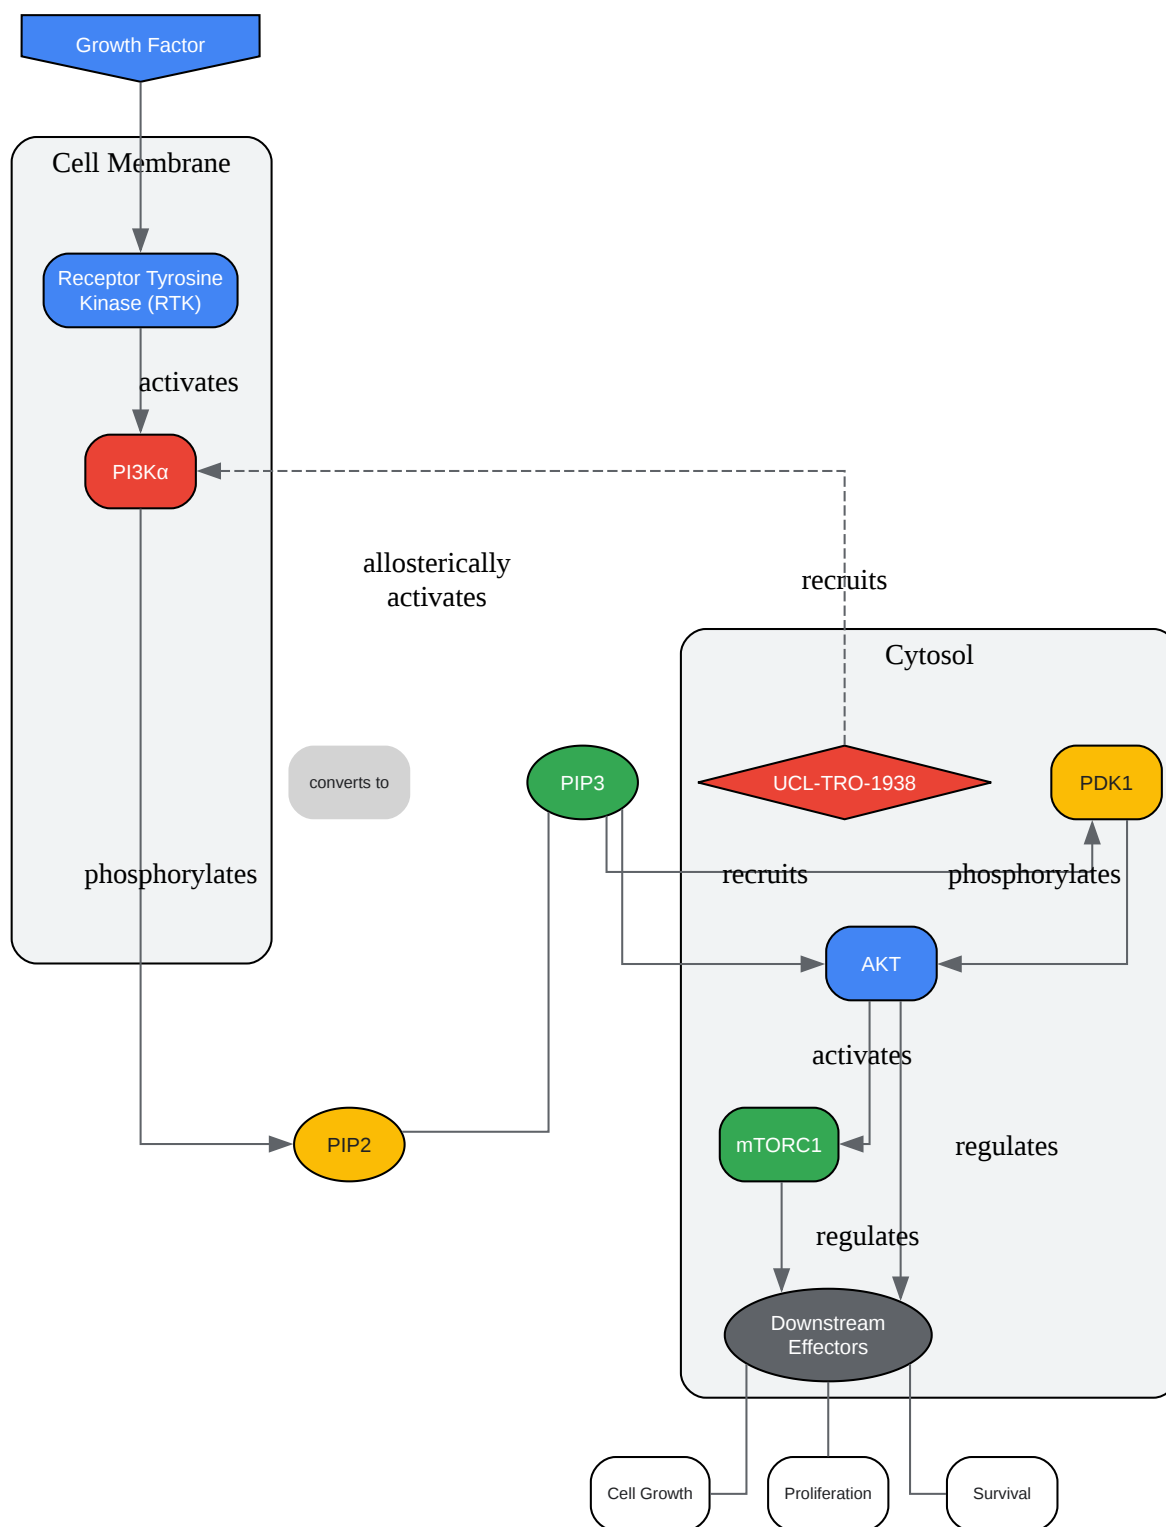 Growth Factor
Cell Membrane
Receptor Tyrosine
Kinase (RTK)
activates
PI3Kα
allosterically
activates
recruits
Cytosol
converts to
PIP3
UCL-TRO-1938
PDK1
phosphorylates
recruits
phosphorylates
AKT
activates
PIP2
mTORC1
regulates
regulates
Downstream
Effectors
Cell Growth
Proliferation
Survival